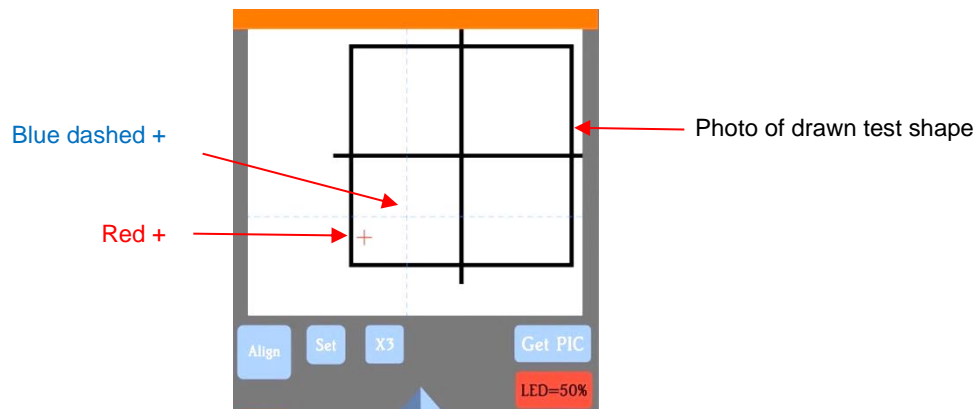 Blue dashed +
Photo of drawn test shape
Red +
Align
Set
X3
Get PIC
LED=50%